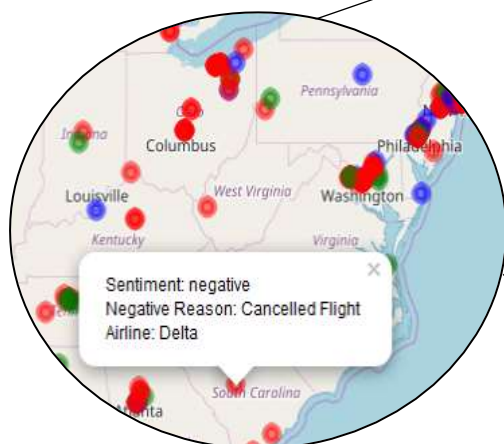 Pennsylvania
Columbus
Philadelphia
Louisville
West Virginia
Washington
Kentucky
Virginia
×
Sentiment: negative
Negative Reason: Cancelled Flight
Airline: Delta
South Carolina